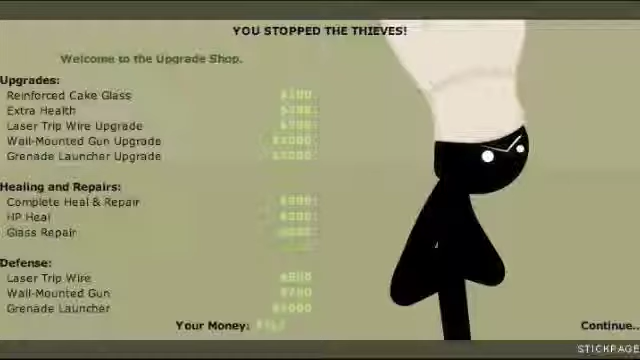 YOU STOPPED THE THIEVES!
Welcome to the Upgrade Shop.
Upgrades:
Reinforced Cake Glass
Extra Health
Laser Trip Wire Upgrade
Wall-Mounted Gun Upgrade
Grenade Launcher Upgrade
Healing and Repairs:
Complete Heal & Repair
HP Heal
Glass Repair
Defense:
Laser Trip Wire
Wall-Mounted Gun
Grenade Launcher
Your Money:
Continue..
STICKPAGE